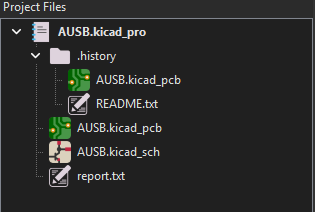 Project Files
AUSB.kicad_pro
.history
AUSB.kicad_pcb
README.txt
AUSB.kicad_pcb
AUSB.kicad_sch
report.txt